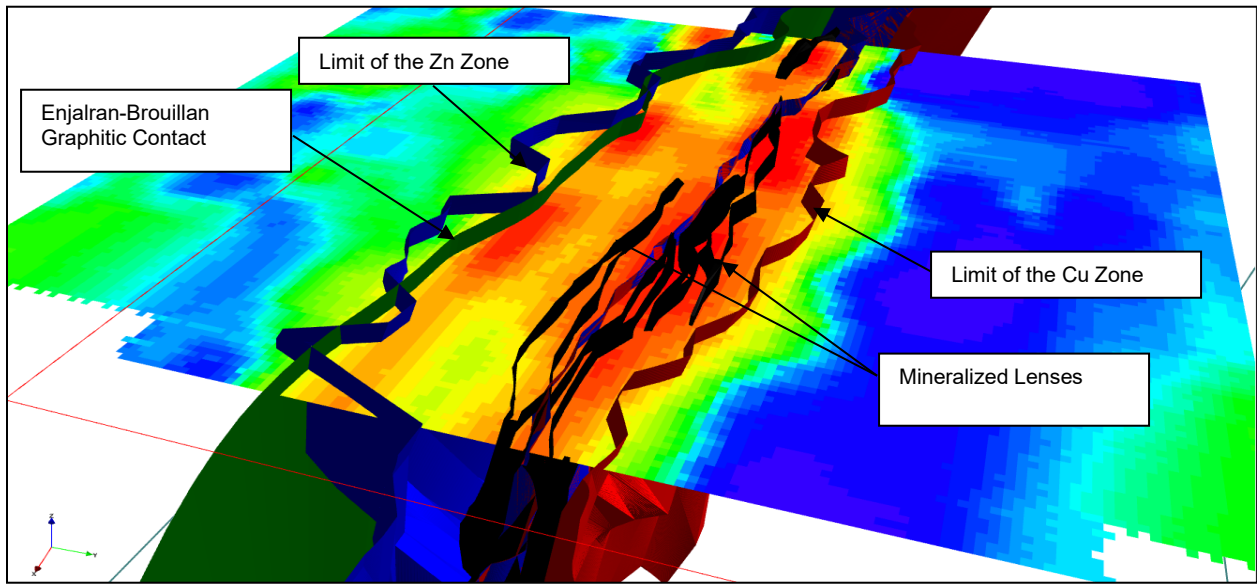 Limit of the Zn Zone
Enjalran-Brouillan
Graphitic Contact
Limit of the Cu Zone
Mineralized Lenses
Z
Y
X